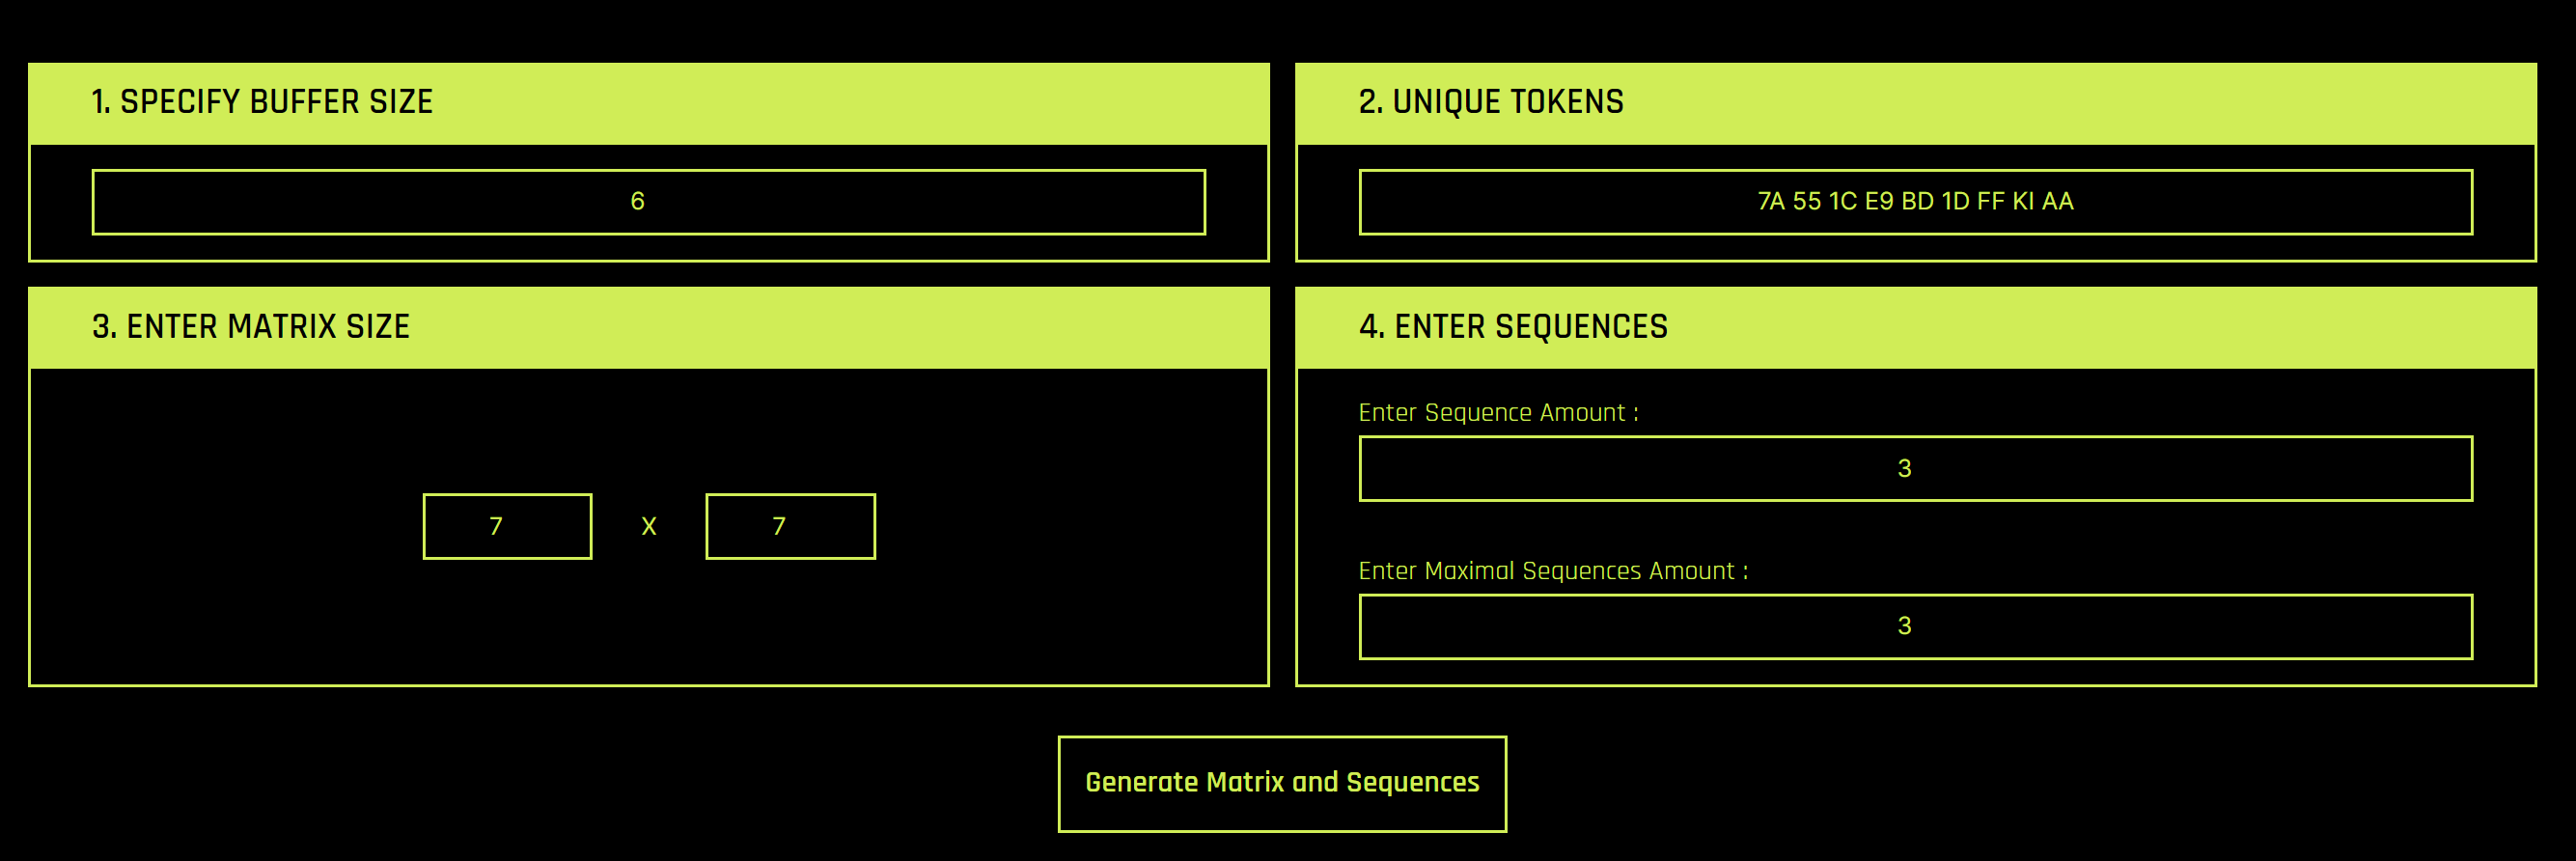 1. SPECIFY BUFFER SIZE
6
2. UNIQUE TOKENS
7A 55 1C E9 BD 1D FF KI AA
3. ENTER MATRIX SIZE
7 X 7
4. ENTER SEQUENCES
Enter Sequence Amount :
3
Enter Maximal Sequences Amount :
3
Generate Matrix and Sequences